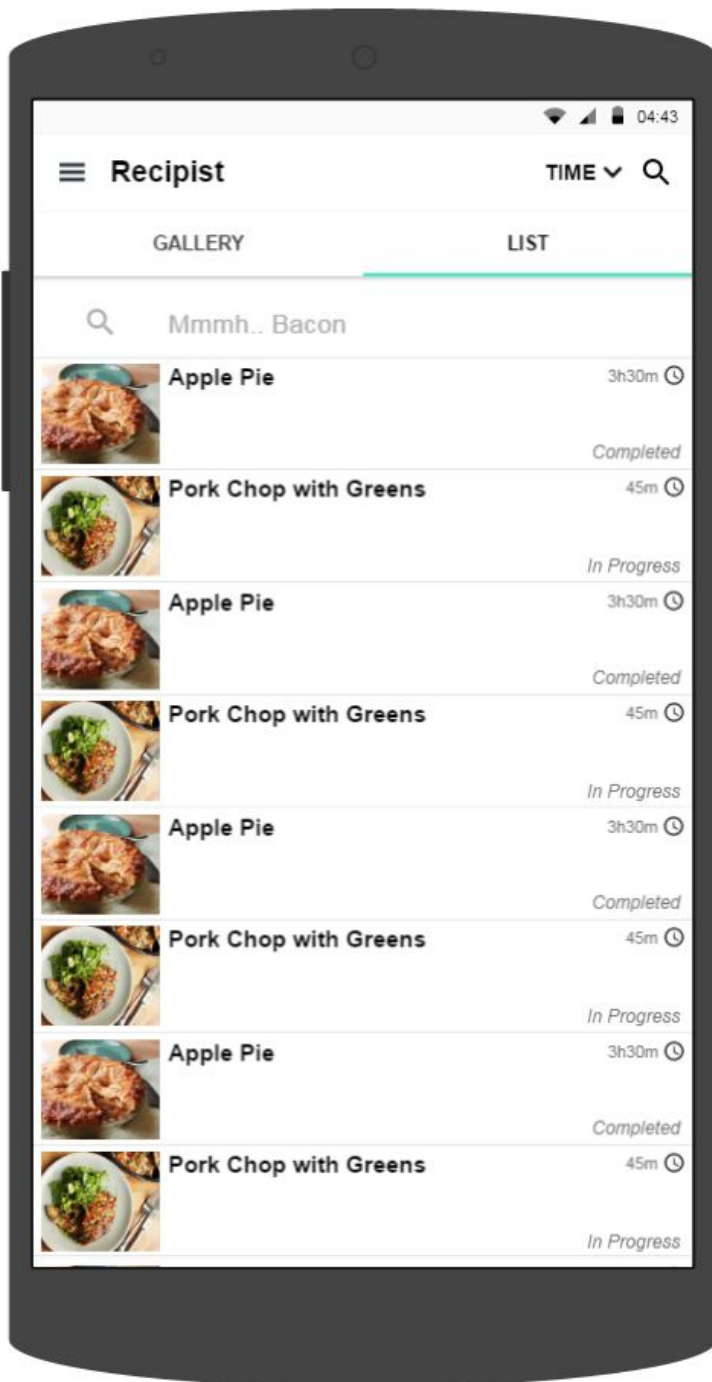 04:43
Recipist TIME
GALLERY LIST
Mmmh.. Bacon
Apple Pie 3h30m
Completed
Pork Chop with Greens 45m
In Progress
Apple Pie 3h30m
Completed
Pork Chop with Greens 45m
In Progress
Apple Pie 3h30m
Completed
Pork Chop with Greens 45m
In Progress
Apple Pie 3h30m
Completed
Pork Chop with Greens 45m
In Progress